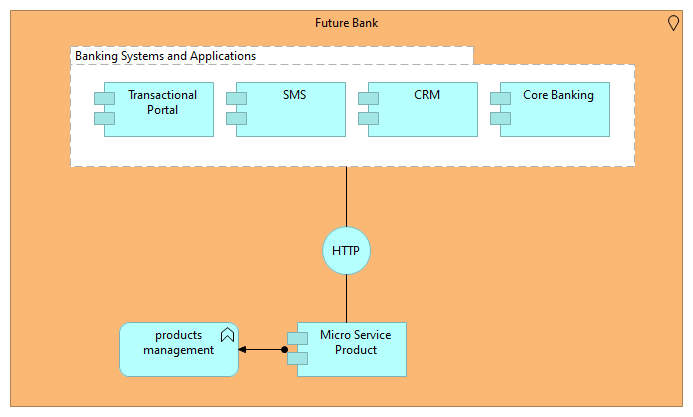 Future Bank
Banking Systems and Applications
Transactional
Portal
SMS
CRM
Core Banking
HTTP
products
management
Micro Service
Product